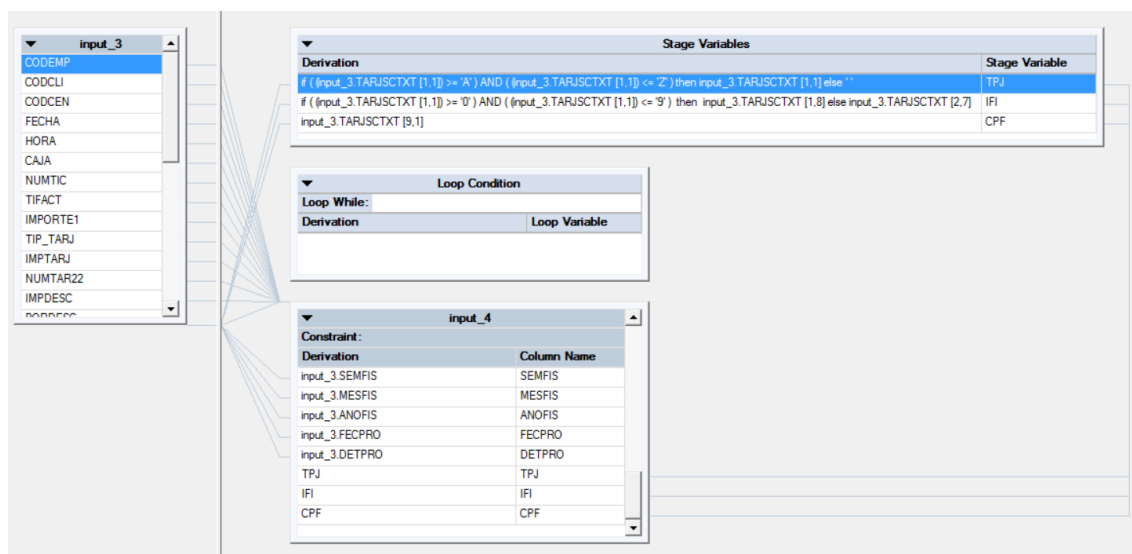 input_3
CODEMP
CODCLI
CODCEN
FECHA
HORA
CAJA
NUMTIC
TIFACT
IMPORTE1
TIP_TARJ
IMPTARJ
NUMTAR22
IMPDESC
Stage Variables
Derivation Stage Variable
if ( (input_3.TARJSCTXT [1,1]) >= 'A' ) AND ( (input_3.TARJSCTXT [1,1]) <= 'Z' ) then input_3.TARJSCTXT [1,1] else ' ' TPJ
if ( (input_3.TARJSCTXT [1,1]) >= '0' ) AND ( (input_3.TARJSCTXT [1,1]) <= '9' ) then input_3.TARJSCTXT [1,8] else input_3.TARJSCTXT [2,7] IFI
input_3.TARJSCTXT [9,1] CPF
Loop Condition
Loop While:
Derivation Loop Variable
input_4
Constraint:
Derivation Column Name
input_3.SEMFIS SEMFIS
input_3.MESFIS MESFIS
input_3.ANOFIS ANOFIS
input_3.FECPRO FECPRO
input_3.DETPRO DETPRO
TPJ TPJ
IFI IFI
CPF CPF